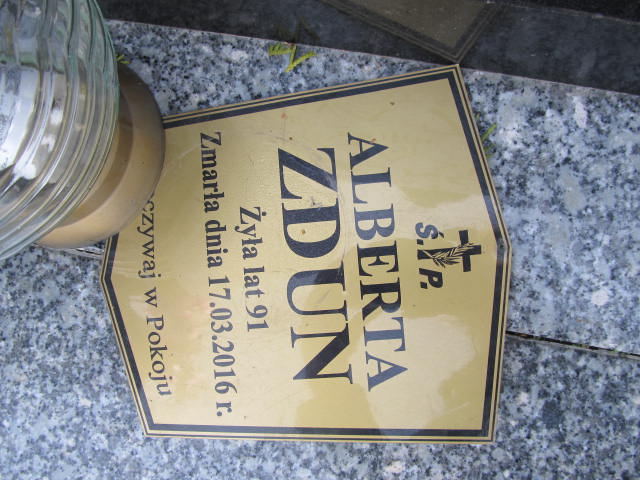 Ś. P.
ALBERTA
ZDUN
Żyła lat 91
Zmarła dnia 17.03.2016 r.
w Pokoju